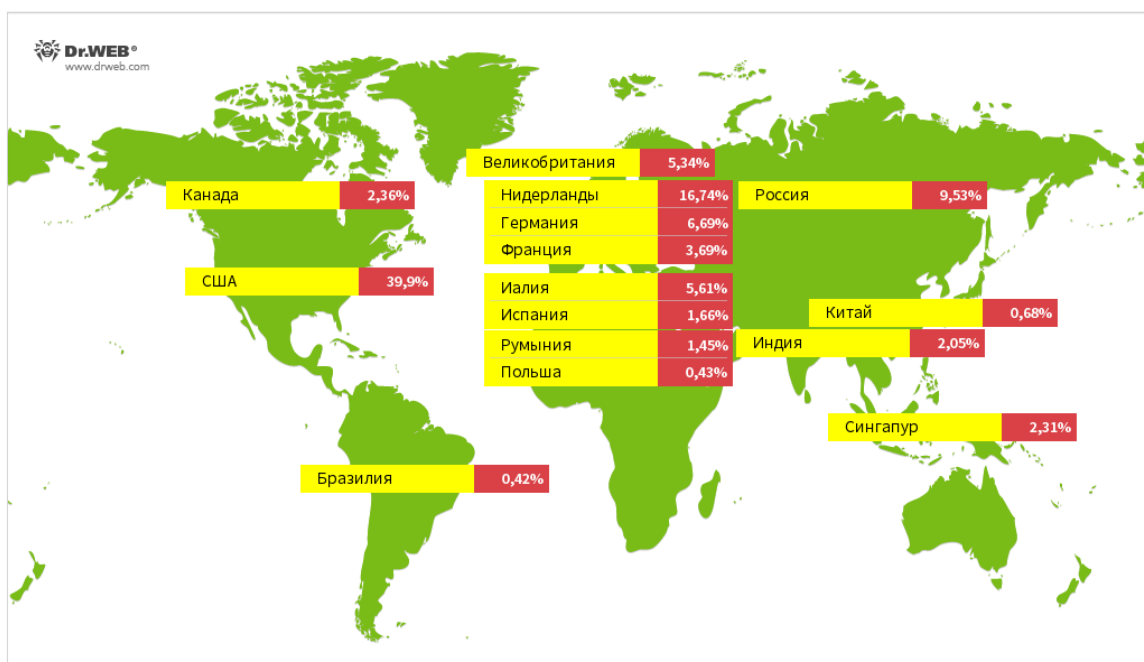 Dr.WEB®
www.drweb.com
Великобритания 5,34%
Канада 2,36%
Нидерланды 16,74%
Россия 9,53%
Германия 6,69%
Франция 3,69%
США 39,9%
Иалия 5,61%
Испания 1,66%
Китай 0,68%
Румыния 1,45%
Индия 2,05%
Польша 0,43%
Сингапур 2,31%
Бразилия 0,42%